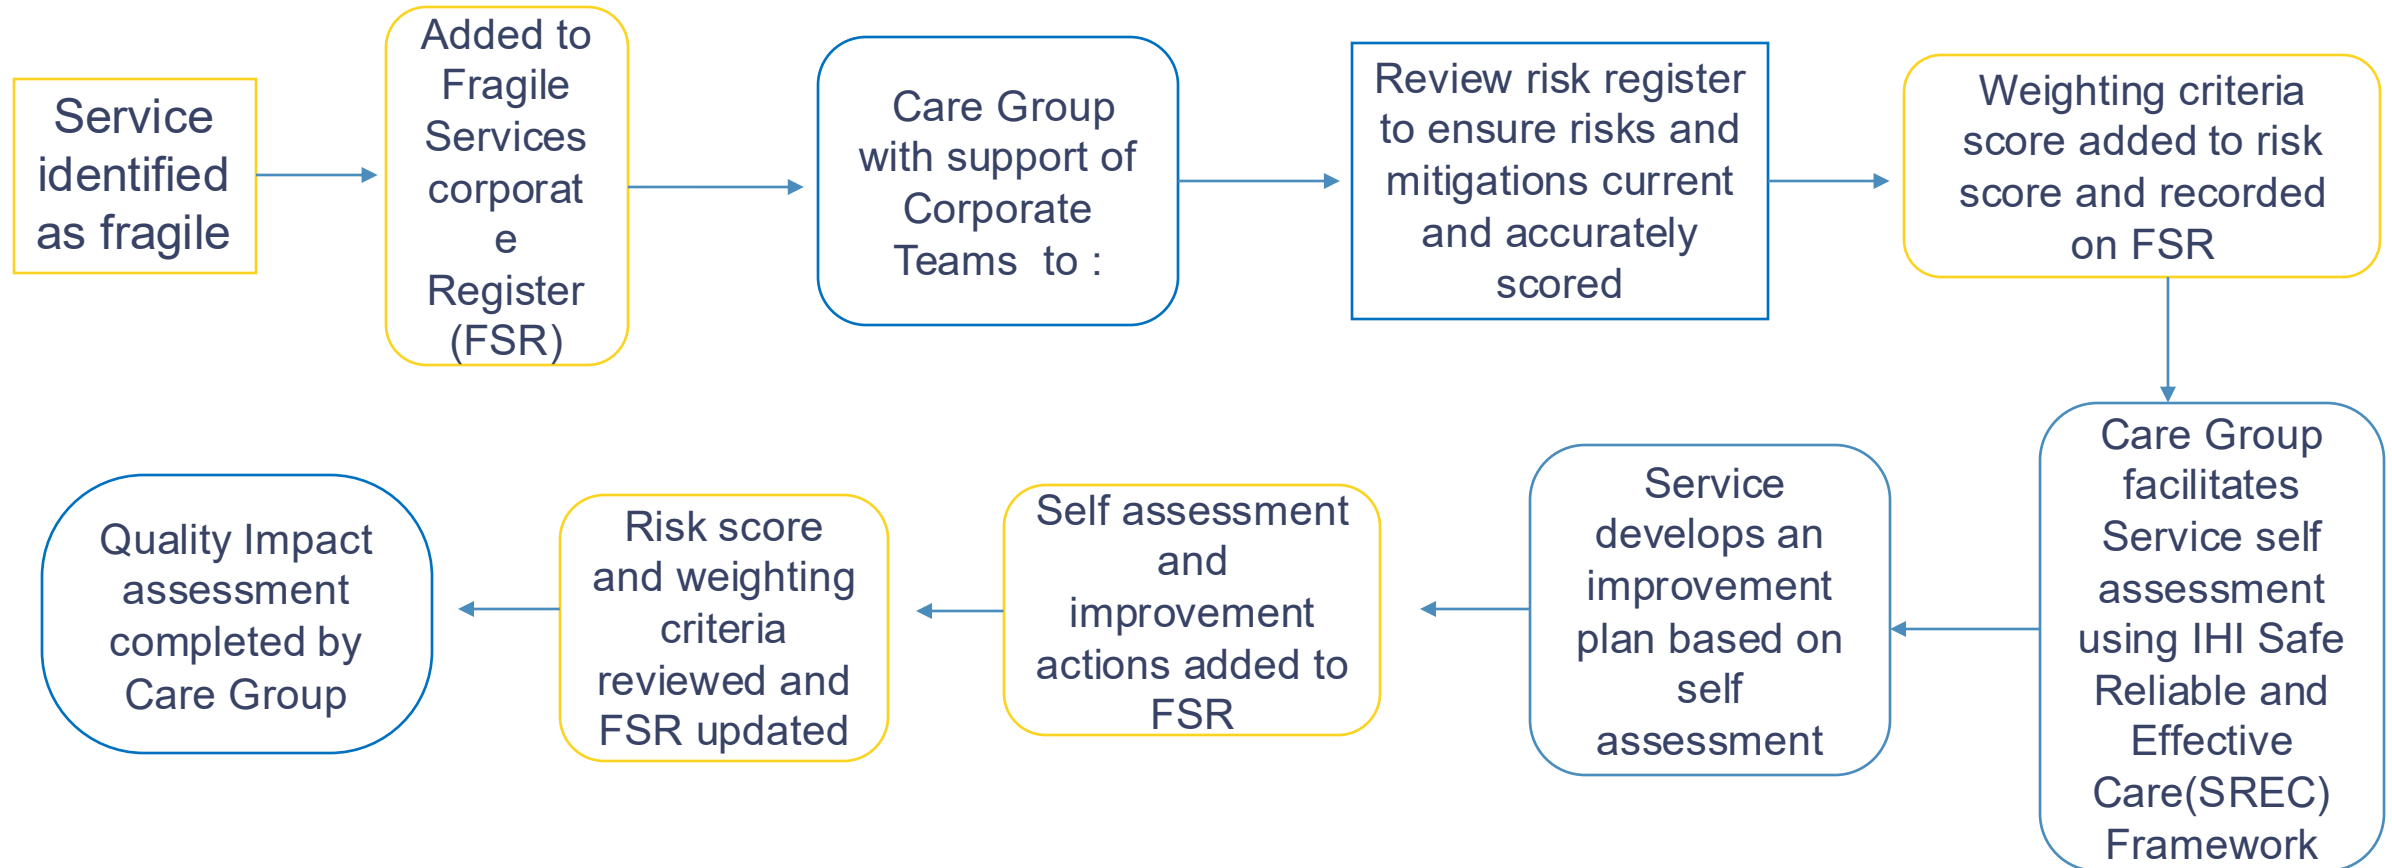 Service
identified
as fragile
Added to
Fragile
Services
corporat
e
Register
(FSR)
Care Group
with support of
Corporate
Teams  to :
Review risk register
to ensure risks and
mitigations current
and accurately
scored
Weighting criteria
score added to risk
score and recorded
on FSR
Care Group
facilitates
Service self
assessment
using IHI Safe
Reliable and
Effective
Care(SREC)
Framework
Service
develops an
improvement
plan based on
self
assessment
Self assessment
and
improvement
actions added to
FSR
Risk score
and weighting
criteria
reviewed and
FSR updated
Quality Impact
assessment
completed by
Care Group